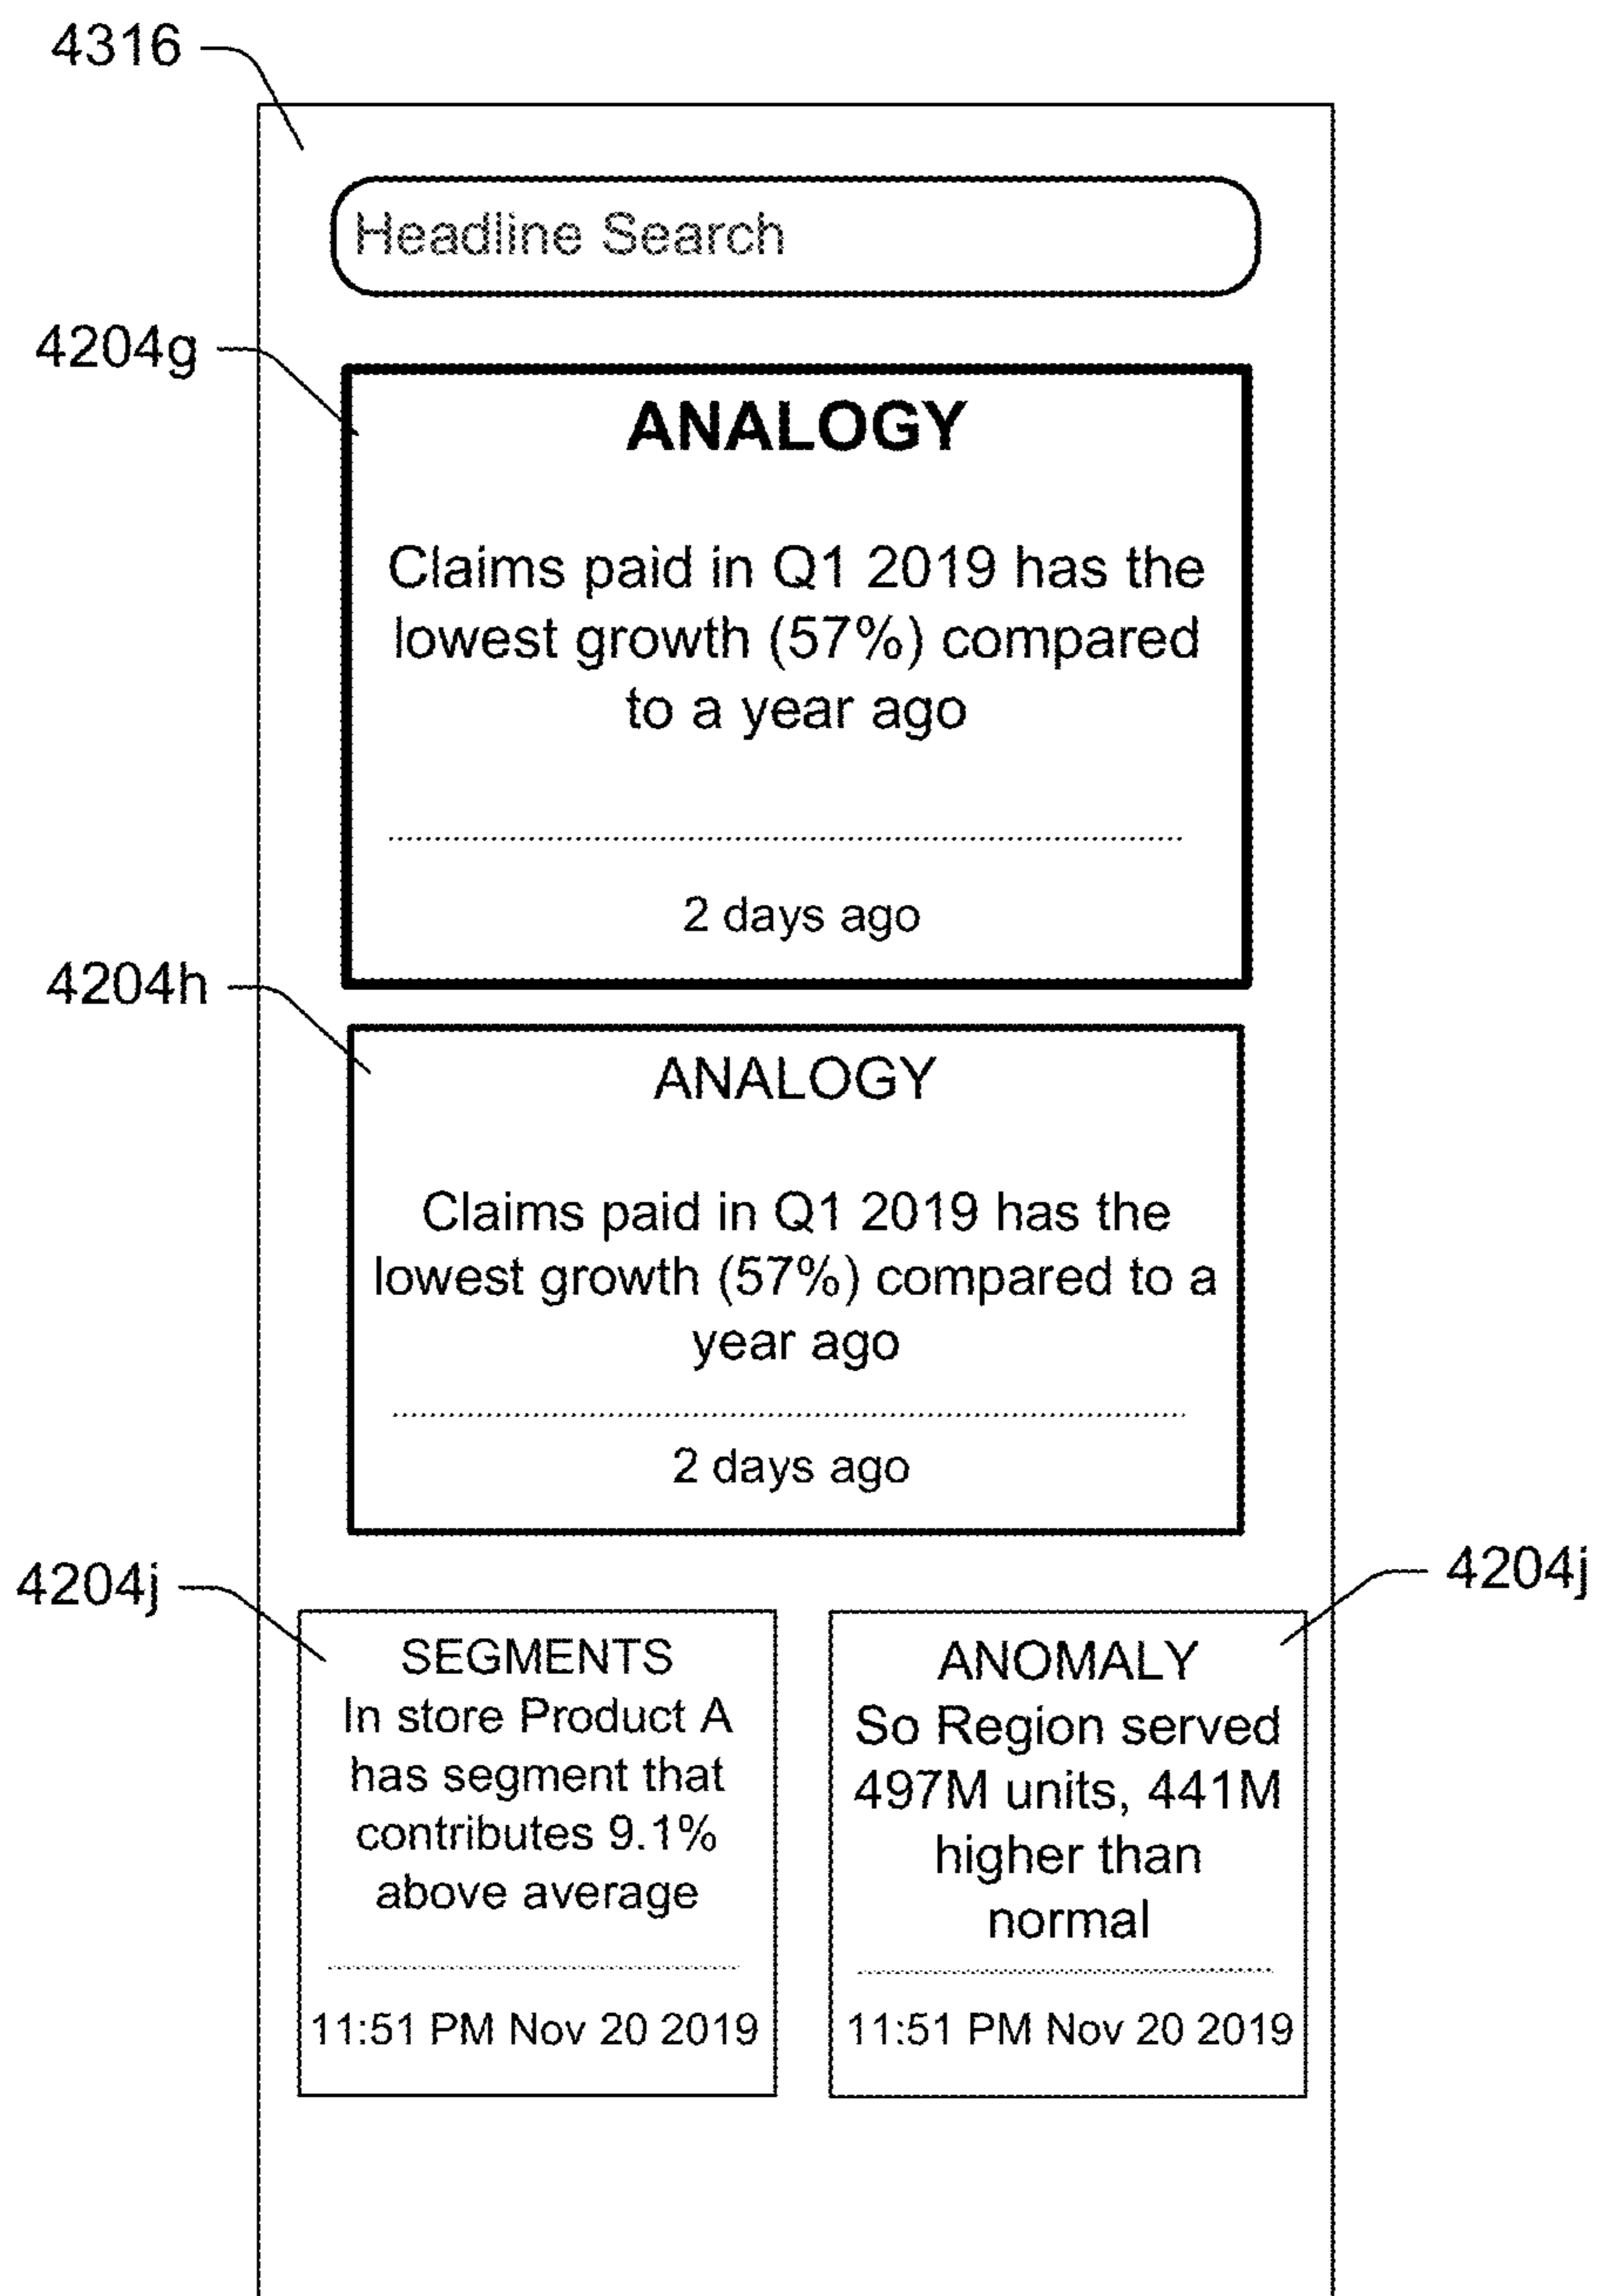 4316
Headline Search
4204g
ANALOGY
Claims paid in Q1 2019 has the
lowest growth (57%) compared
to a year ago
2 days ago
4204h
ANALOGY
Claims paid in Q1 2019 has the
lowest growth (57%) compared to a
year ago
2 days ago
4204j
SEGMENTS
In store Product A
has segment that
contributes 9.1%
above average
11:51 PM Nov 20 2019
4204j
ANOMALY
So Region served
497M units, 441M
higher than
normal
11:51 PM Nov 20 2019